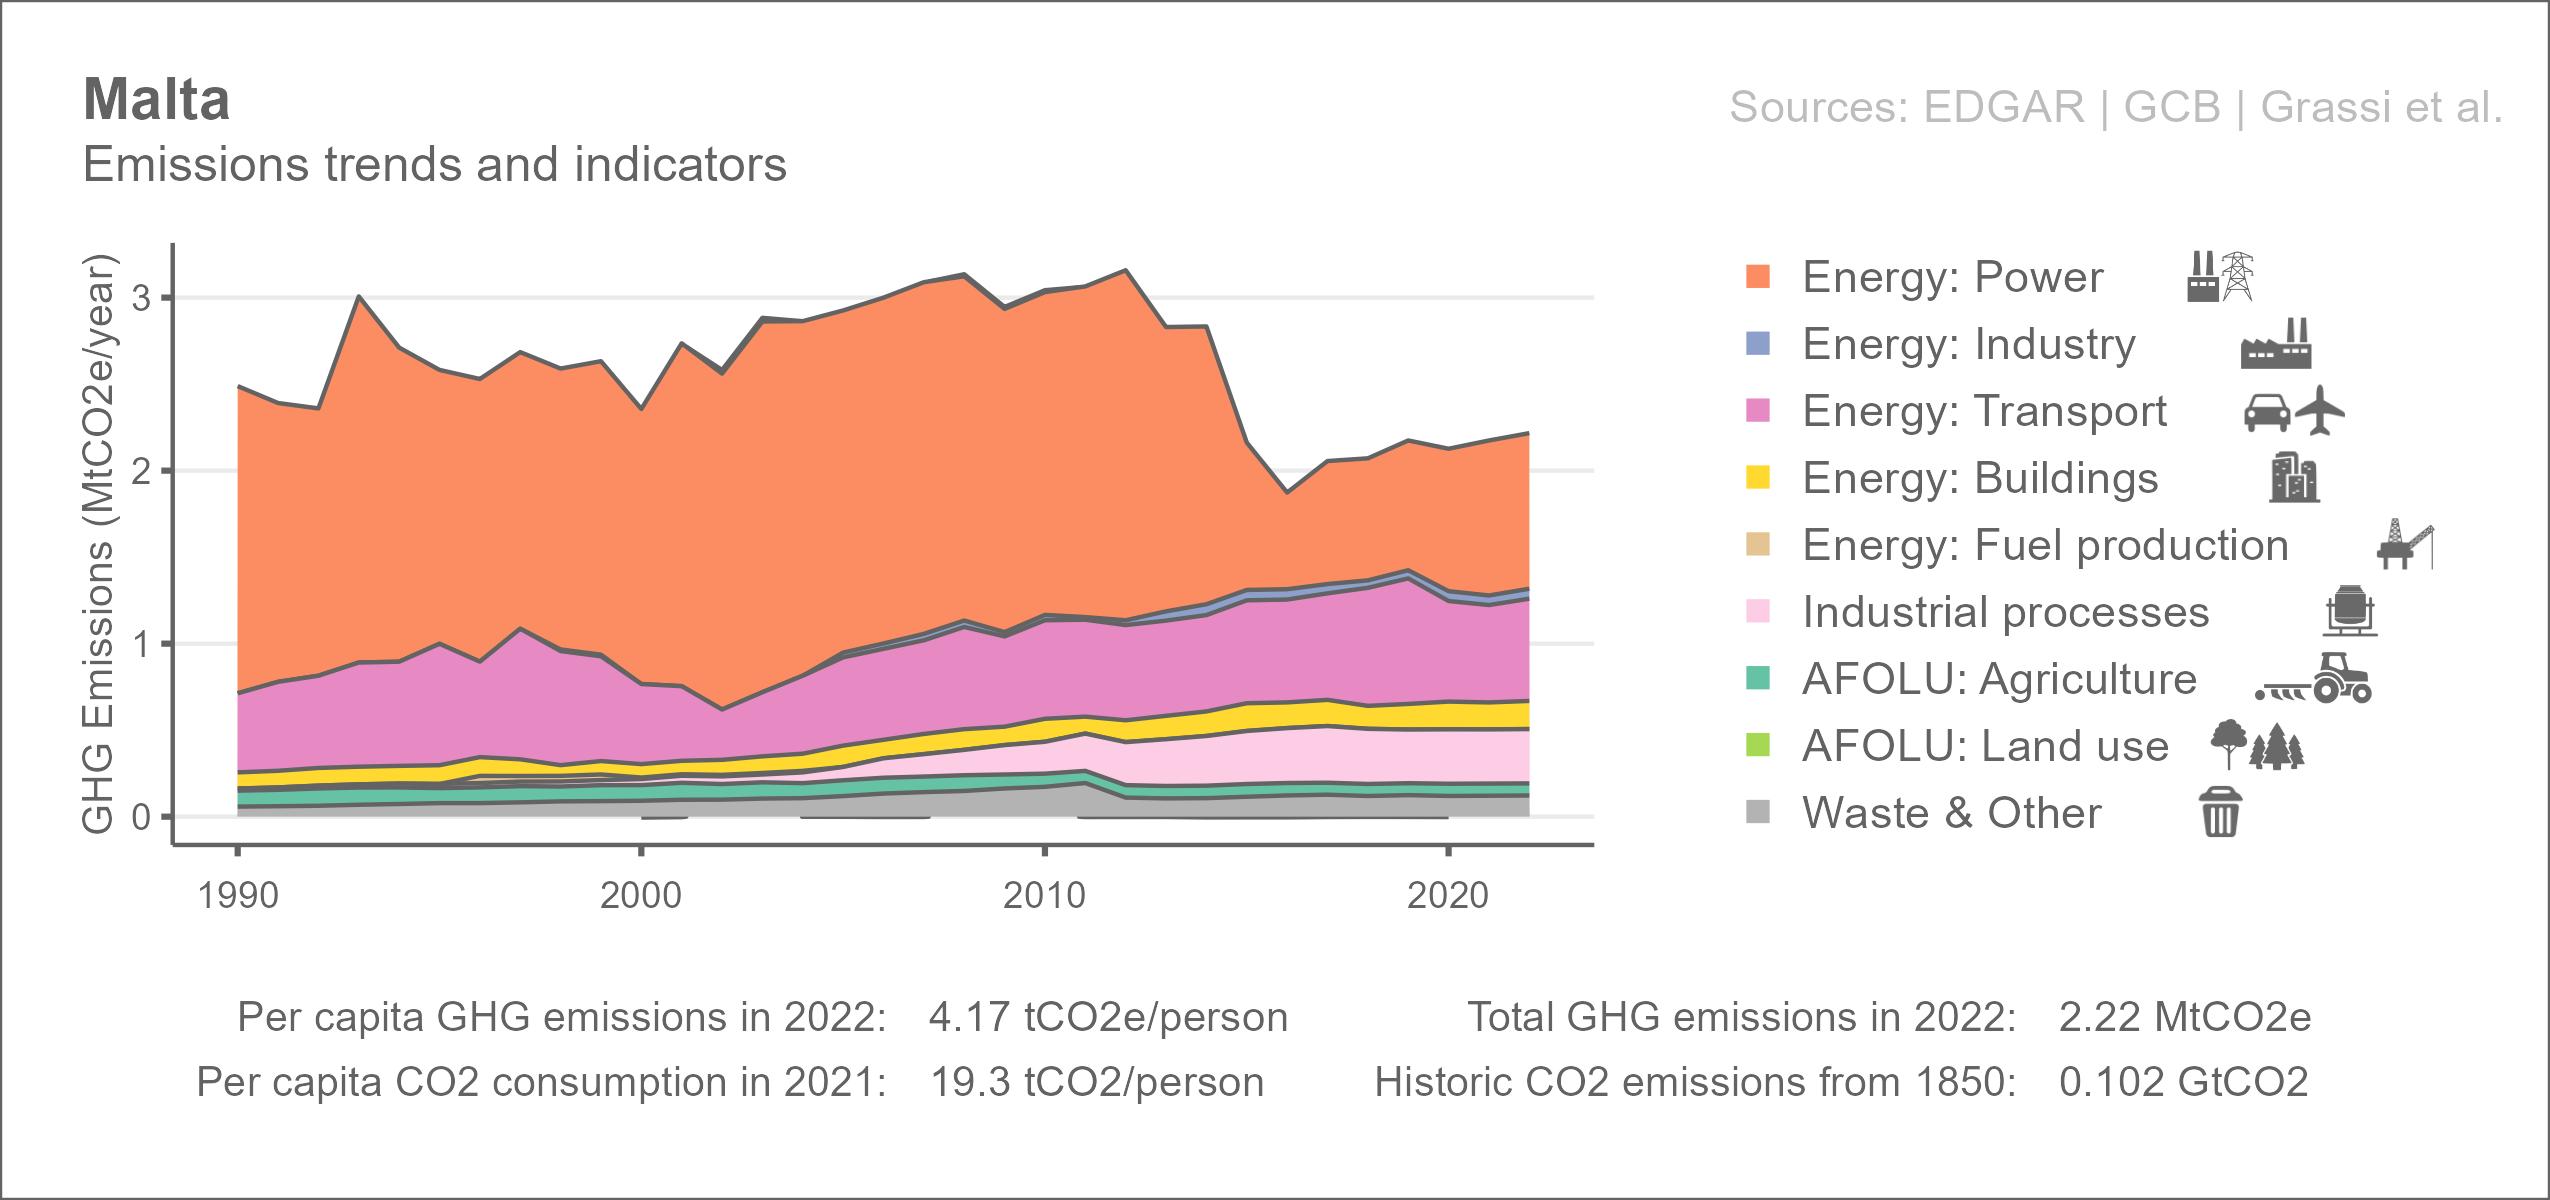 Malta
Emissions trends and indicators
Sources: EDGAR | GCB | Grassi et al.
GHG Emissions (MtCO2e/year)
3
2
1
0
1990 2000 2010 2020
Energy: Power
Energy: Industry
Energy: Transport
Energy: Buildings
Energy: Fuel production
Industrial processes
AFOLU: Agriculture
AFOLU: Land use
Waste & Other
Per capita GHG emissions in 2022: 4.17 tCO2e/person
Total GHG emissions in 2022: 2.22 MtCO2e
Per capita CO2 consumption in 2021: 19.3 tCO2/person
Historic CO2 emissions from 1850: 0.102 GtCO2